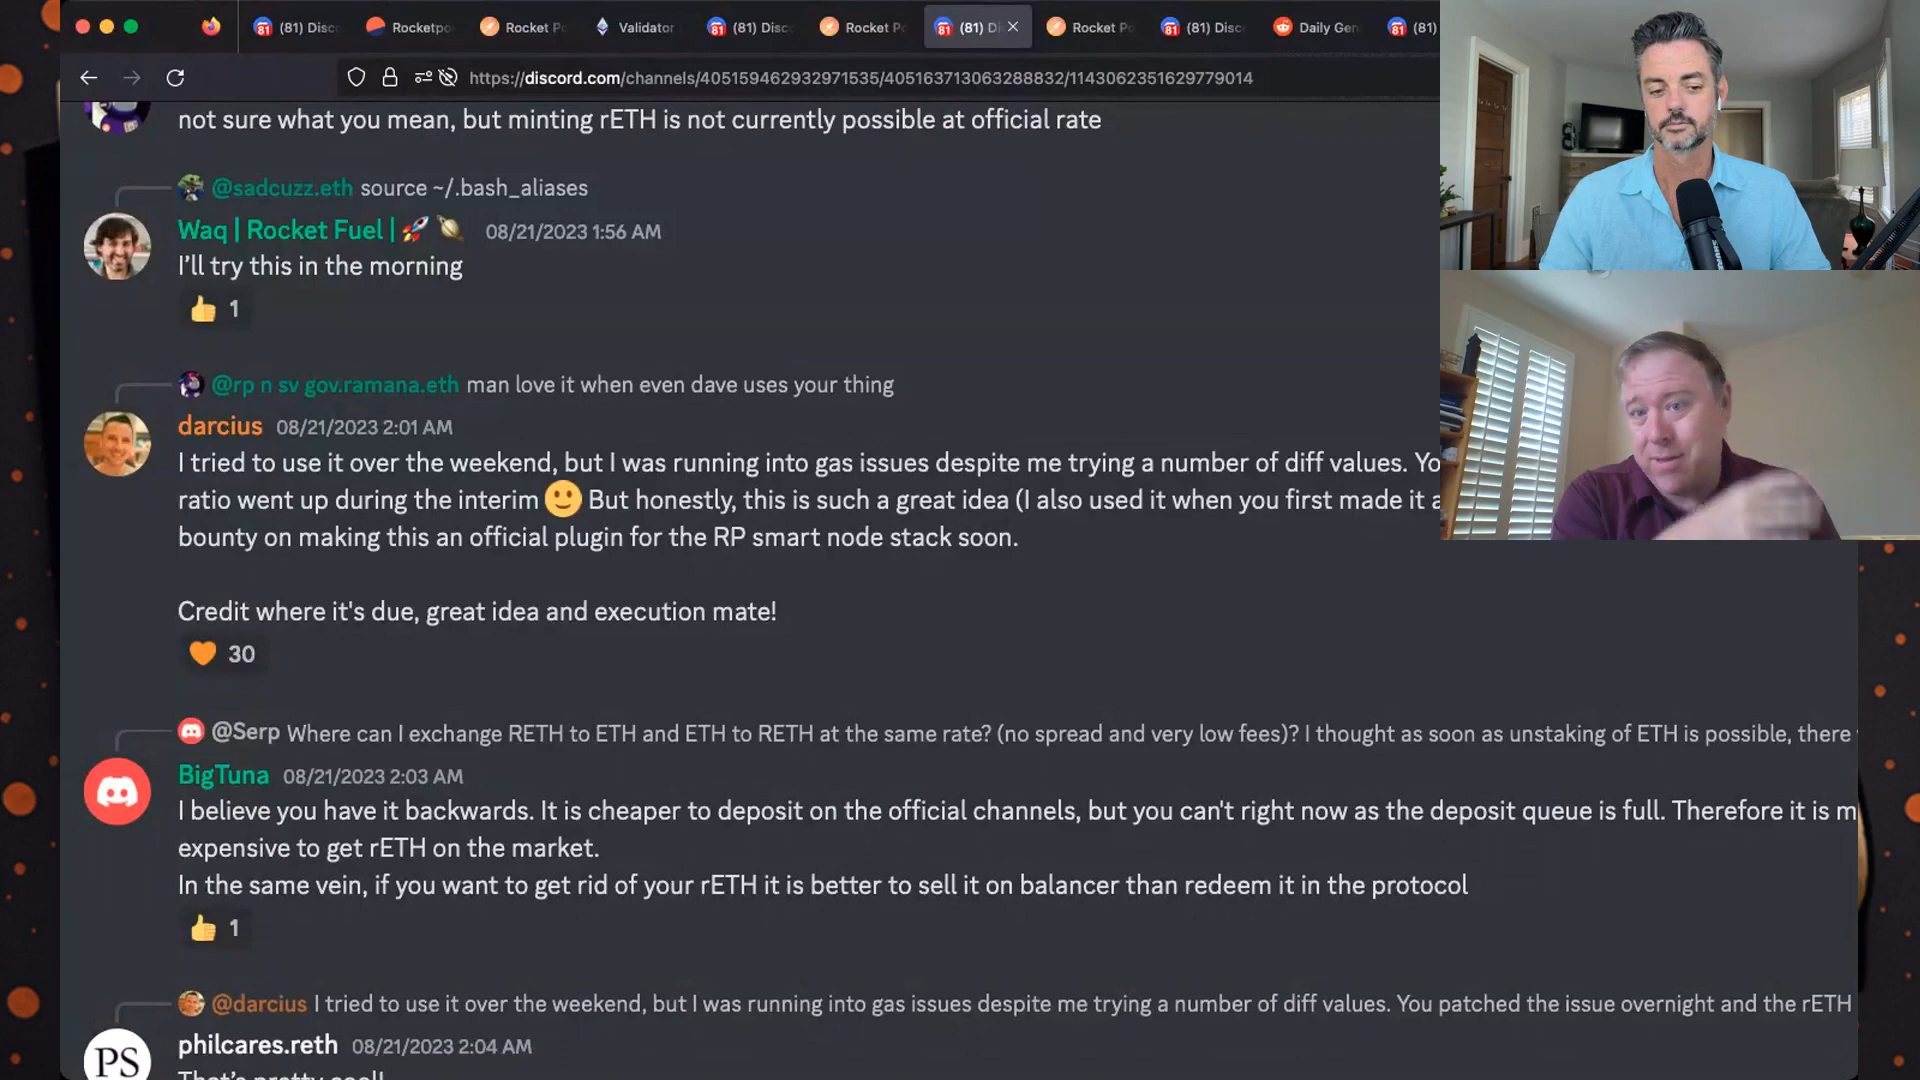 (81) Disc
Rocketpo
Rocket P
Validator
(81) Disc
Rocket P
(81) D
Rocket P
(81) Disc
Daily Gen
(81)
https://discord.com/channels/405159462932971535/405163713063288832/1143062351629779014
not sure what you mean, but minting rETH is not currently possible at official rate
@sadcuzz.eth source ~/.bash_aliases
Waq | Rocket Fuel | 🚀 🪐 08/21/2023 1:56 AM
I'll try this in the morning
👍 1
@rp n sv gov.ramana.eth man love it when even dave uses your thing
darcius 08/21/2023 2:01 AM
I tried to use it over the weekend, but I was running into gas issues despite me trying a number of diff values. Yo
ratio went up during the interim 🙂 But honestly, this is such a great idea (I also used it when you first made it a
bounty on making this an official plugin for the RP smart node stack soon.
Credit where it's due, great idea and execution mate!
🧡 30
@Serp Where can I exchange RETH to ETH and ETH to RETH at the same rate? (no spread and very low fees)? I thought as soon as unstaking of ETH is possible, there
BigTuna 08/21/2023 2:03 AM
I believe you have it backwards. It is cheaper to deposit on the official channels, but you can't right now as the deposit queue is full. Therefore it is m
expensive to get rETH on the market.
In the same vein, if you want to get rid of your rETH it is better to sell it on balancer than redeem it in the protocol
👍 1
@darcius I tried to use it over the weekend, but I was running into gas issues despite me trying a number of diff values. You patched the issue overnight and the rETH
PS
philcares.reth 08/21/2023 2:04 AM
That's pretty cool!